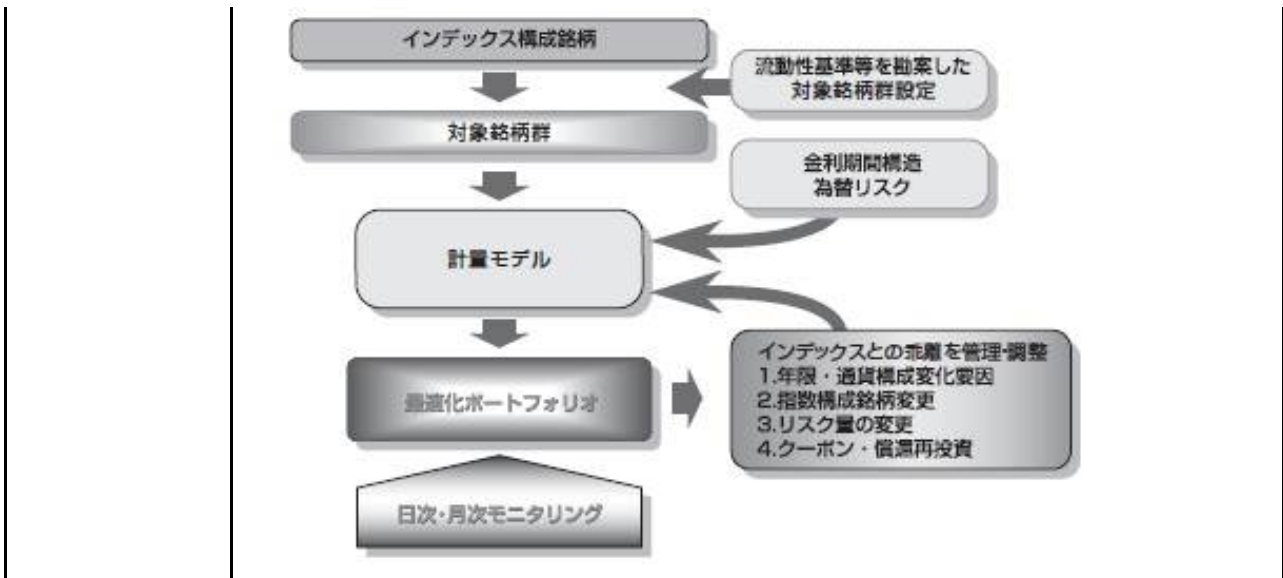 インデックス構成銘柄
流動性基準等を勘案した
対象銘柄群設定
対象銘柄群
金利期間構造
為替リスク
計量モデル
インデックスとの乖離を管理・調整
1.年限・通貨構成変化要因
2.指数構成銘柄変更
3.リスク量の変更
4.クーポン・償還再投資
最適化ポートフォリオ
日次・月次モニタリング